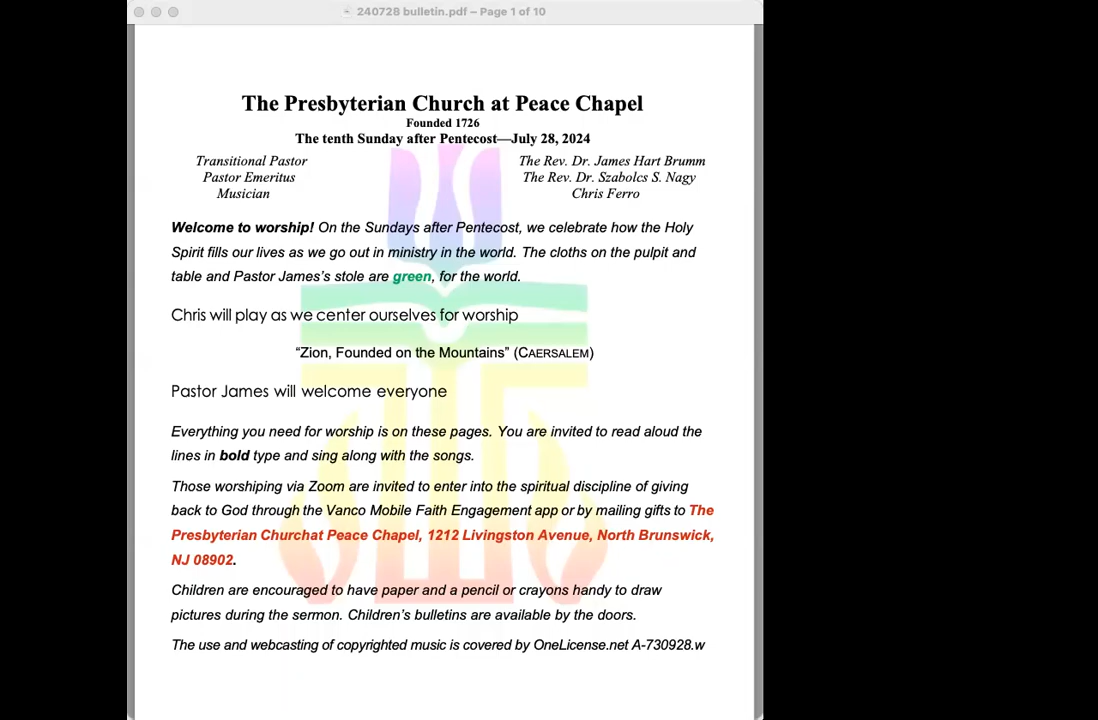 240728 bulletin.pdf – Page 1 of 10
The Presbyterian Church at Peace Chapel
Founded 1726
The tenth Sunday after Pentecost—July 28, 2024
Transitional Pastor The Rev. Dr. James Hart Brumm
Pastor Emeritus The Rev. Dr. Szabolcs S. Nagy
Musician Chris Ferro
Welcome to worship! On the Sundays after Pentecost, we celebrate how the Holy
Spirit fills our lives as we go out in ministry in the world. The cloths on the pulpit and
table and Pastor James’s stole are green, for the world.
Chris will play as we center ourselves for worship
“Zion, Founded on the Mountains” (CAERSALEM)
Pastor James will welcome everyone
Everything you need for worship is on these pages. You are invited to read aloud the
lines in bold type and sing along with the songs.
Those worshiping via Zoom are invited to enter into the spiritual discipline of giving
back to God through the Vanco Mobile Faith Engagement app or by mailing gifts to The
Presbyterian Churchat Peace Chapel, 1212 Livingston Avenue, North Brunswick,
NJ 08902.
Children are encouraged to have paper and a pencil or crayons handy to draw
pictures during the sermon. Children’s bulletins are available by the doors.
The use and webcasting of copyrighted music is covered by OneLicense.net A-730928.w